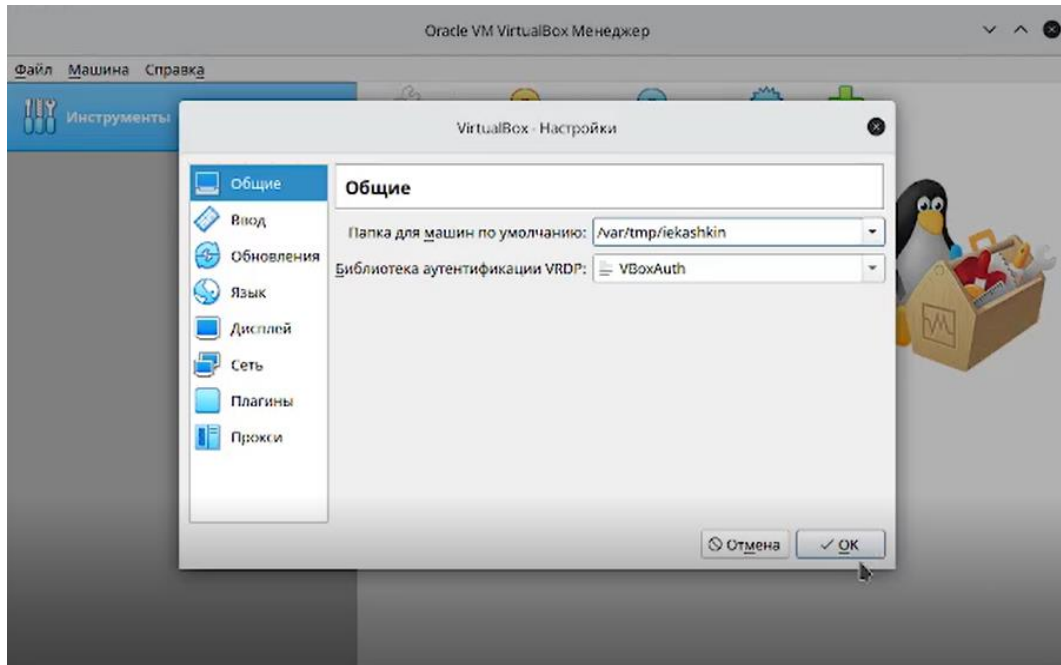 Oracle VM VirtualBox Менеджер
Файл Машина Справка
Инструменты
VirtualBox - Настройки
Общие
Ввод
Обновления
Язык
Дисплей
Сеть
Плагины
Прокси
Общие
Папка для машин по умолчанию: /var/tmp/iekashkin
Библиотека аутентификации VRDP: VBoxAuth
Отмена OK